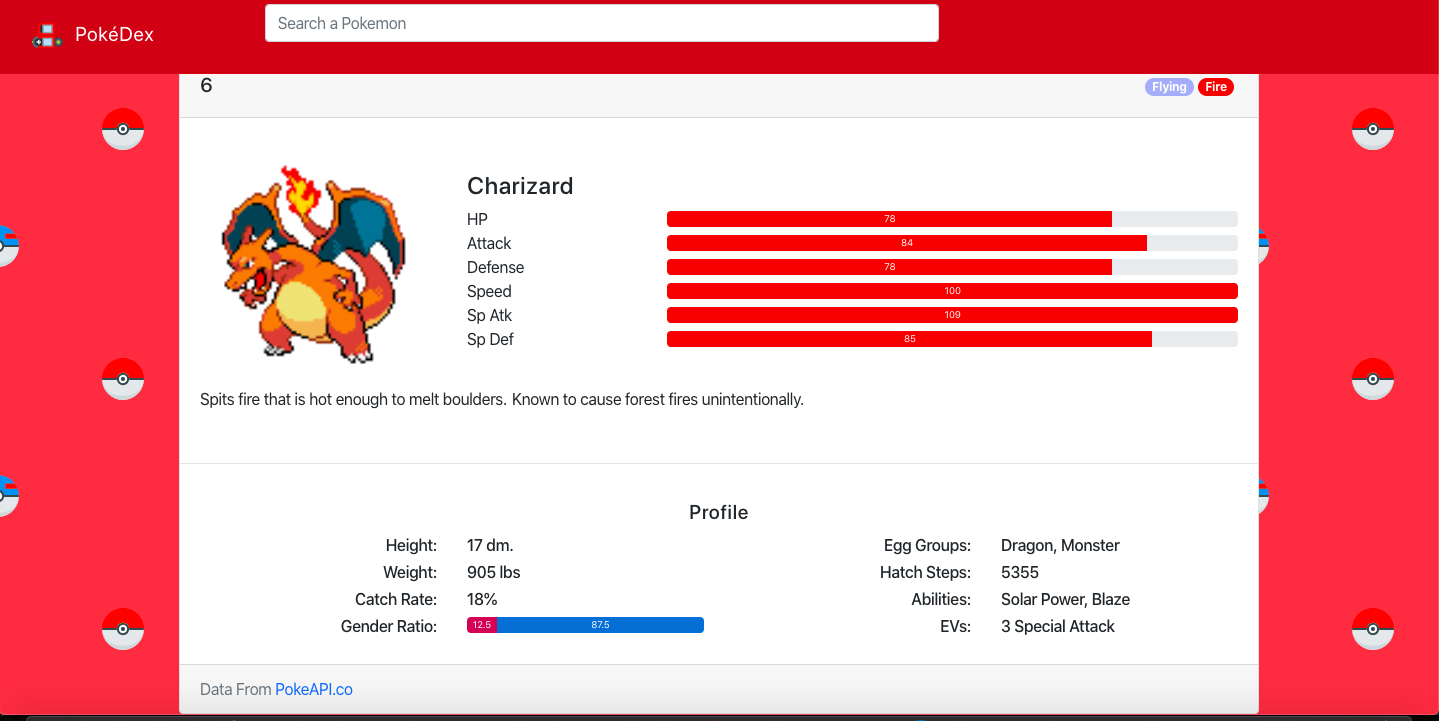 PokéDex
Search a Pokemon
6
Flying Fire
Charizard
HP 78
Attack 84
Defense 78
Speed 100
Sp Atk 109
Sp Def 85
Spits fire that is hot enough to melt boulders. Known to cause forest fires unintentionally.
Profile
Height: 17 dm.
Weight: 905 lbs
Catch Rate: 18%
Gender Ratio: 12.5 87.5
Egg Groups: Dragon, Monster
Hatch Steps: 5355
Abilities: Solar Power, Blaze
EVs: 3 Special Attack
Data From PokeAPI.co